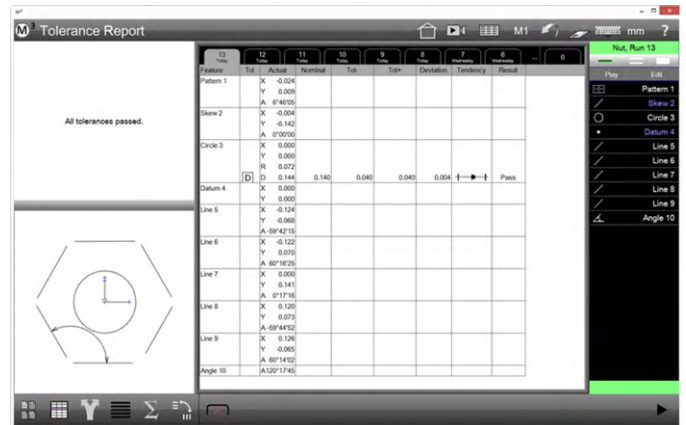 M³ Tolerance Report
M1
mm
?
All tolerances passed.
13 Today 12 Today 11 Today 10 Today 9 Today 8 Today 7 Wednesday 6 Wednesday ... 0
Feature Tol Actual Nominal Tol- Tol+ Deviation Tendency Result
Pattern 1 X -0.024
Y 0.009
A 6°46'05
Skew 2 X -0.004
Y -0.142
A 0°00'00
Circle 3 X 0.000
Y 0.000
R 0.072
D D 0.144 0.140 0.040 0.040 0.004 Pass
Datum 4 X 0.000
Y 0.000
Line 5 X -0.124
Y -0.068
A -59°42'15
Line 6 X -0.122
Y 0.070
A 60°16'25
Line 7 X 0.000
Y 0.141
A 0°17'16
Line 8 X 0.120
Y 0.073
A -59°44'52
Line 9 X 0.126
Y -0.065
A 60°14'02
Angle 10 A 120°17'45
Nut, Run 13
Play Edit
Pattern 1
Skew 2
Circle 3
Datum 4
Line 5
Line 6
Line 7
Line 8
Line 9
Angle 10